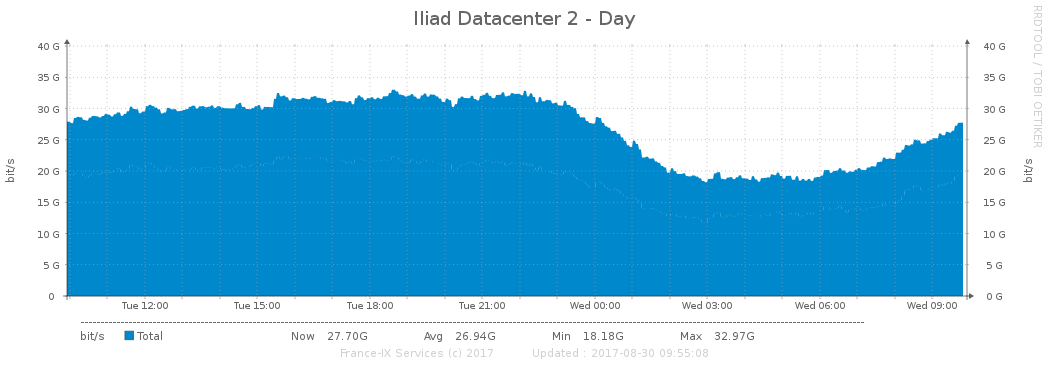 Iliad Datacenter 2 - Day
RRDTOOL / TOBI OETIKER
40 G 40 G
35 G 35 G
30 G 30 G
25 G 25 G
20 G 20 G
15 G 15 G
10 G 10 G
5 G 5 G
0 0 G
bit/s bit/s
Tue 12:00 Tue 15:00 Tue 18:00 Tue 21:00 Wed 00:00 Wed 03:00 Wed 06:00 Wed 09:00
bit/s Total Now 27.70G Avg 26.94G Min 18.18G Max 32.97G
France-IX Services (c) 2017 Updated : 2017-08-30 09:55:08